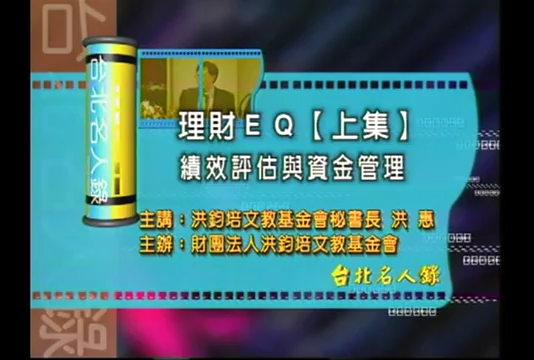 台
台北名人錄
理財EQ【上集】
績效評估與資金管理
主講：洪鈞培文教基金會秘書長 洪 惠
主辦：財團法人洪鈞培文教基金會
台北名人錄
錄